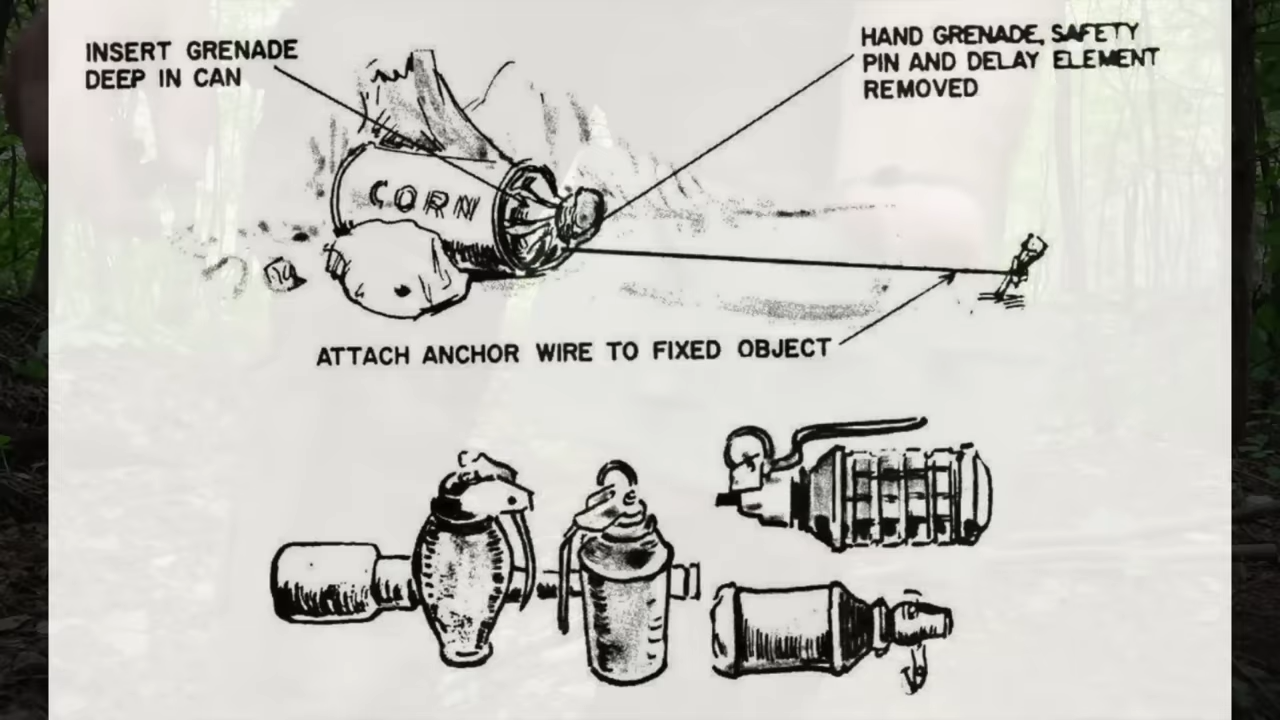 INSERT GRENADE
DEEP IN CAN
HAND GRENADE, SAFETY
PIN AND DELAY ELEMENT
REMOVED
CORN
ATTACH ANCHOR WIRE TO FIXED OBJECT